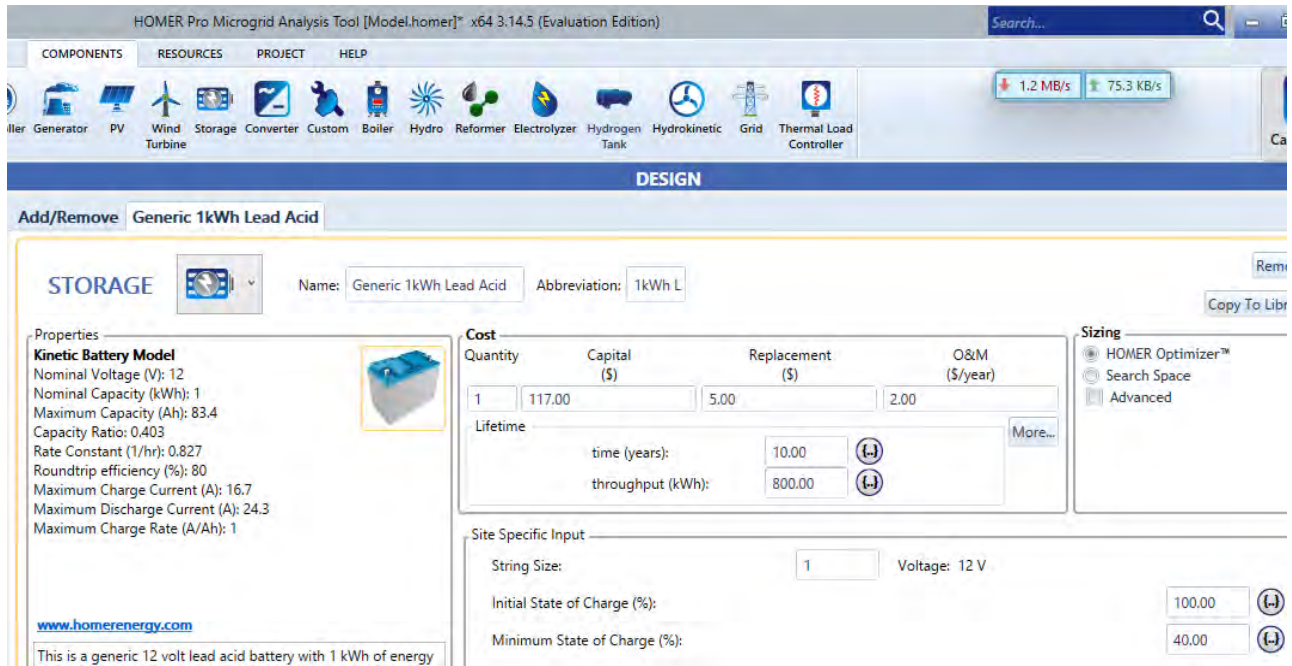 HOMER Pro Microgrid Analysis Tool [Model.homer]* x64 3.14.5 (Evaluation Edition)
Search...
COMPONENTS RESOURCES PROJECT HELP
1.2 MB/s 75.3 KB/s
ller Generator PV Wind Turbine Storage Converter Custom Boiler Hydro Reformer Electrolyzer Hydrogen Tank Hydrokinetic Grid Thermal Load Controller
Ca
DESIGN
Add/Remove Generic 1kWh Lead Acid
STORAGE
Name: Generic 1kWh Lead Acid Abbreviation: 1kWh L
Remo
Copy To Libr
Properties
Kinetic Battery Model
Nominal Voltage (V): 12
Nominal Capacity (kWh): 1
Maximum Capacity (Ah): 83.4
Capacity Ratio: 0.403
Rate Constant (1/hr): 0.827
Roundtrip efficiency (%): 80
Maximum Charge Current (A): 16.7
Maximum Discharge Current (A): 24.3
Maximum Charge Rate (A/Ah): 1
www.homerenergy.com
This is a generic 12 volt lead acid battery with 1 kWh of energy
Cost
Quantity Capital ($) Replacement ($) O&M ($/year)
1 117.00 5.00 2.00
Lifetime
More...
time (years): 10.00 {..}
throughput (kWh): 800.00 {..}
Sizing
HOMER Optimizer™
Search Space
Advanced
Site Specific Input
String Size: 1 Voltage: 12 V
Initial State of Charge (%): 100.00 {..}
Minimum State of Charge (%): 40.00 {..}